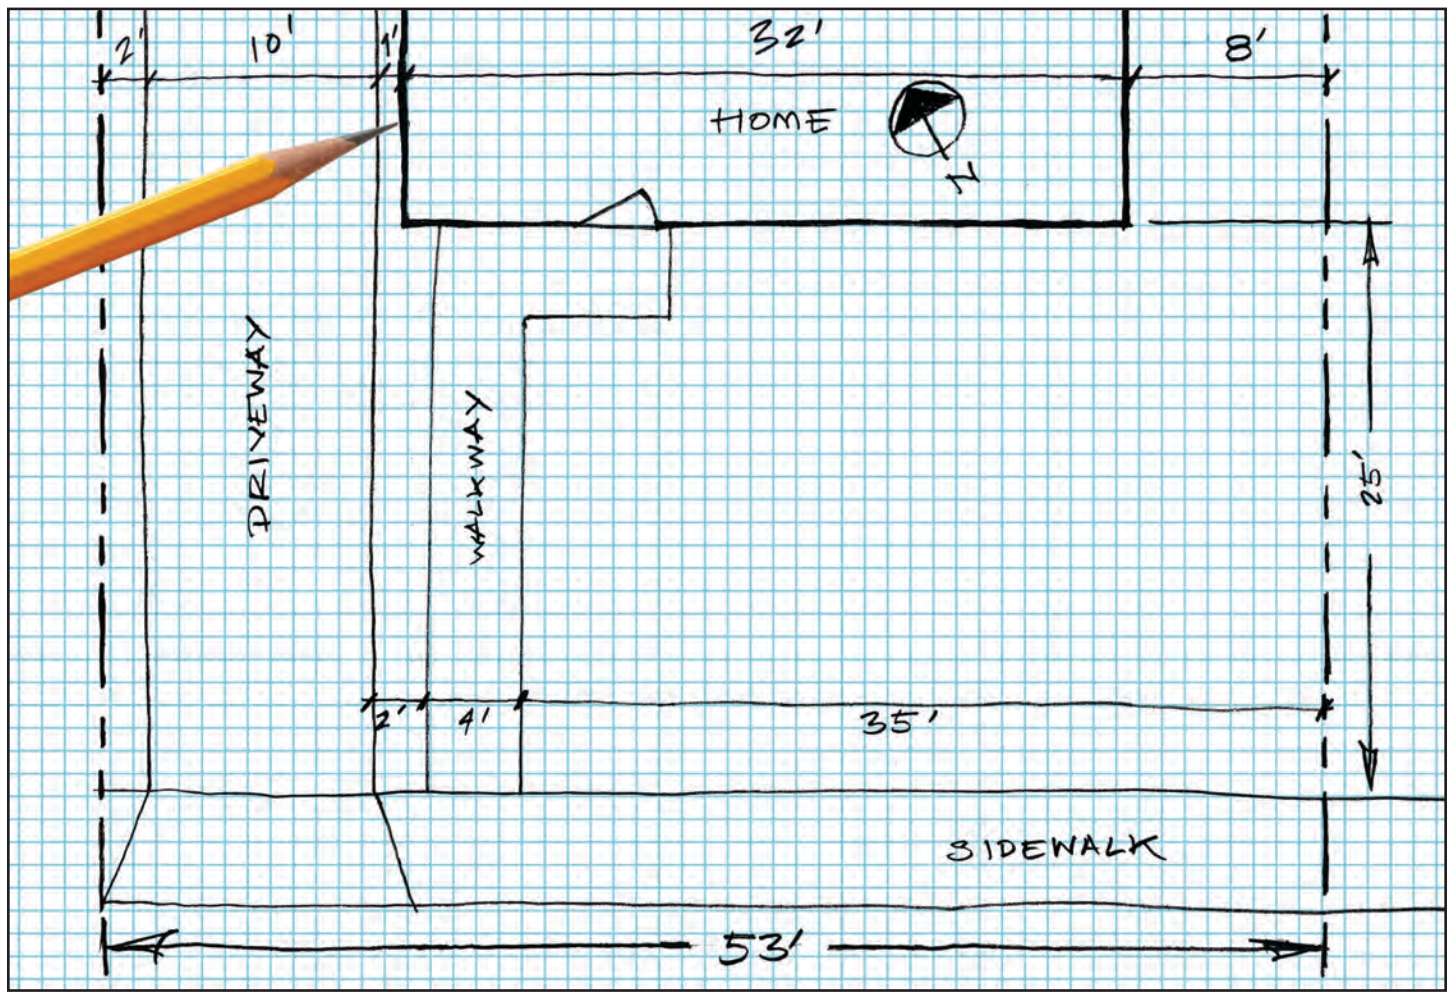 2' 10' 1' 32' 8'
HOME
N
DRIVEWAY
WALKWAY
25'
2' 4' 35'
SIDEWALK
53'